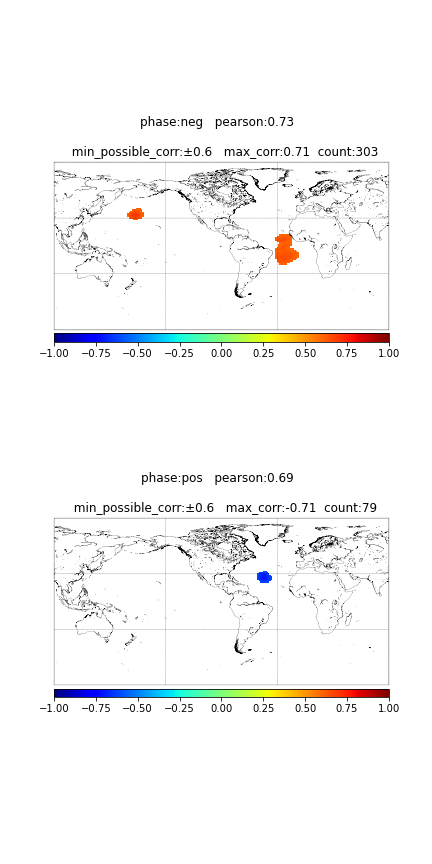 phase:neg   pearson:0.73
min_possible_corr:±0.6   max_corr:0.71  count:303
−1.00 −0.75 −0.50 −0.25 0.00 0.25 0.50 0.75 1.00
phase:pos   pearson:0.69
min_possible_corr:±0.6   max_corr:-0.71  count:79
−1.00 −0.75 −0.50 −0.25 0.00 0.25 0.50 0.75 1.00